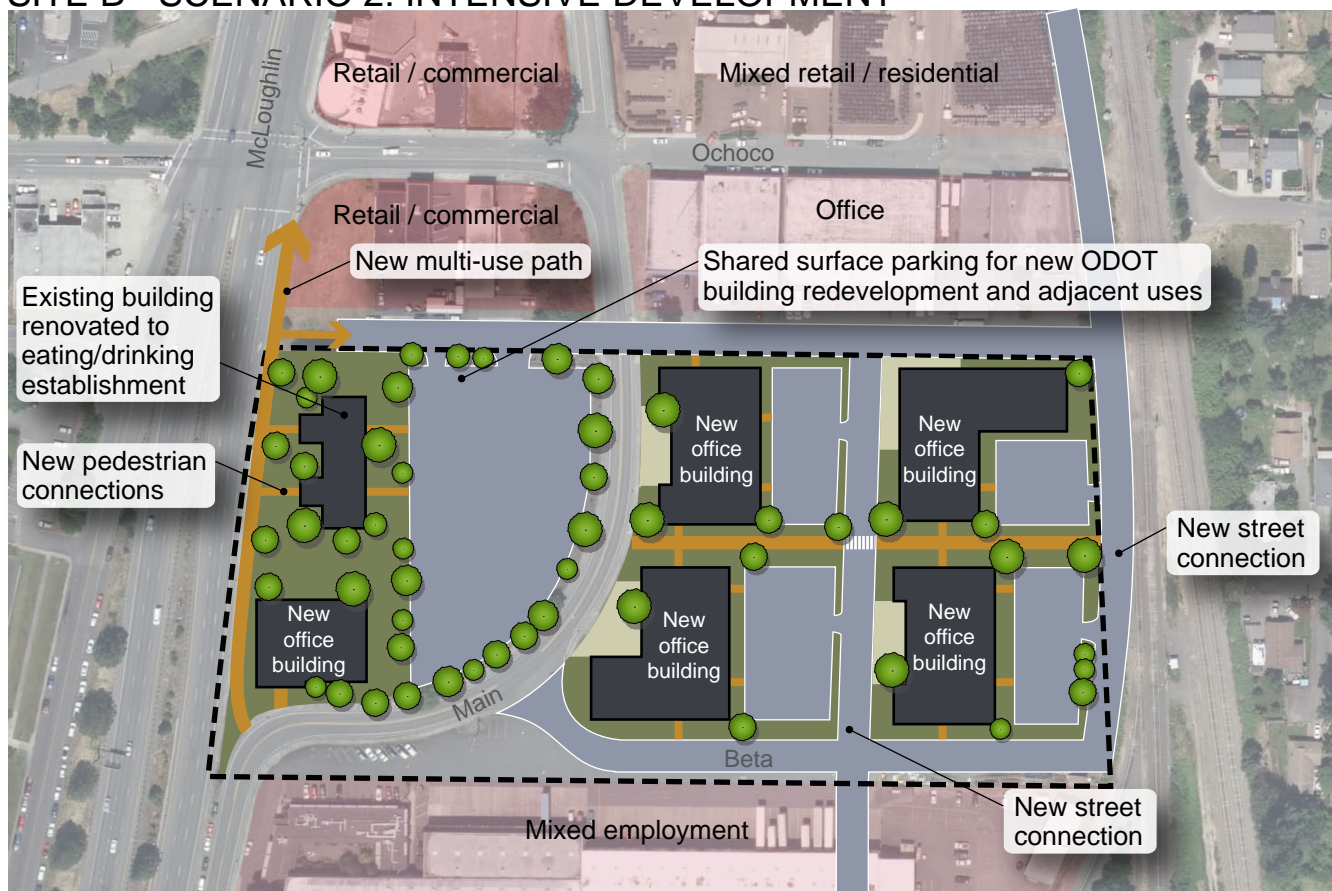 SITE B - SCENARIO 2: INTENSIVE DEVELOPMENT
McLoughlin
Retail / commercial
Mixed retail / residential
Ochoco
Retail / commercial
Office
New multi-use path
Shared surface parking for new ODOT
building redevelopment and adjacent uses
Existing building
renovated to
eating/drinking
establishment
New pedestrian
connections
New
office
building
New
office
building
New street
connection
New
office
building
New
office
building
New
office
building
Main
Beta
New street
connection
Mixed employment